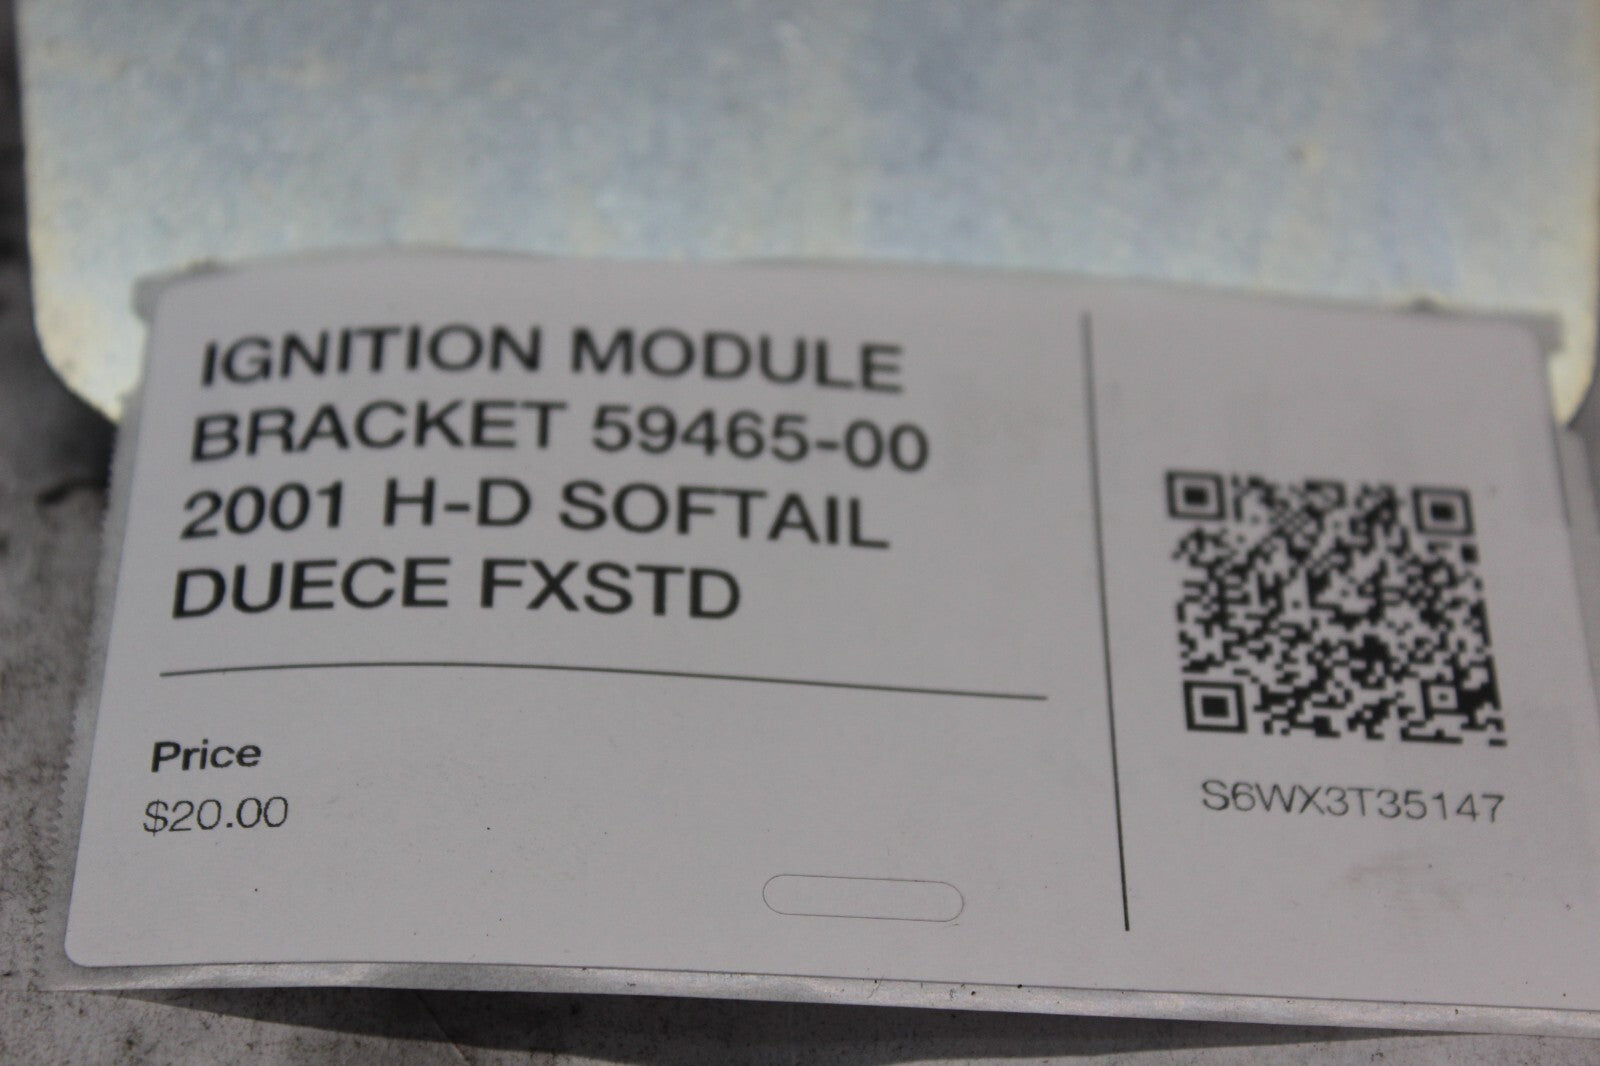 IGNITION MODULE
BRACKET 59465-00
2001 H-D SOFTAIL
DUECE FXSTD
Price
$20.00
S6WX3T35147